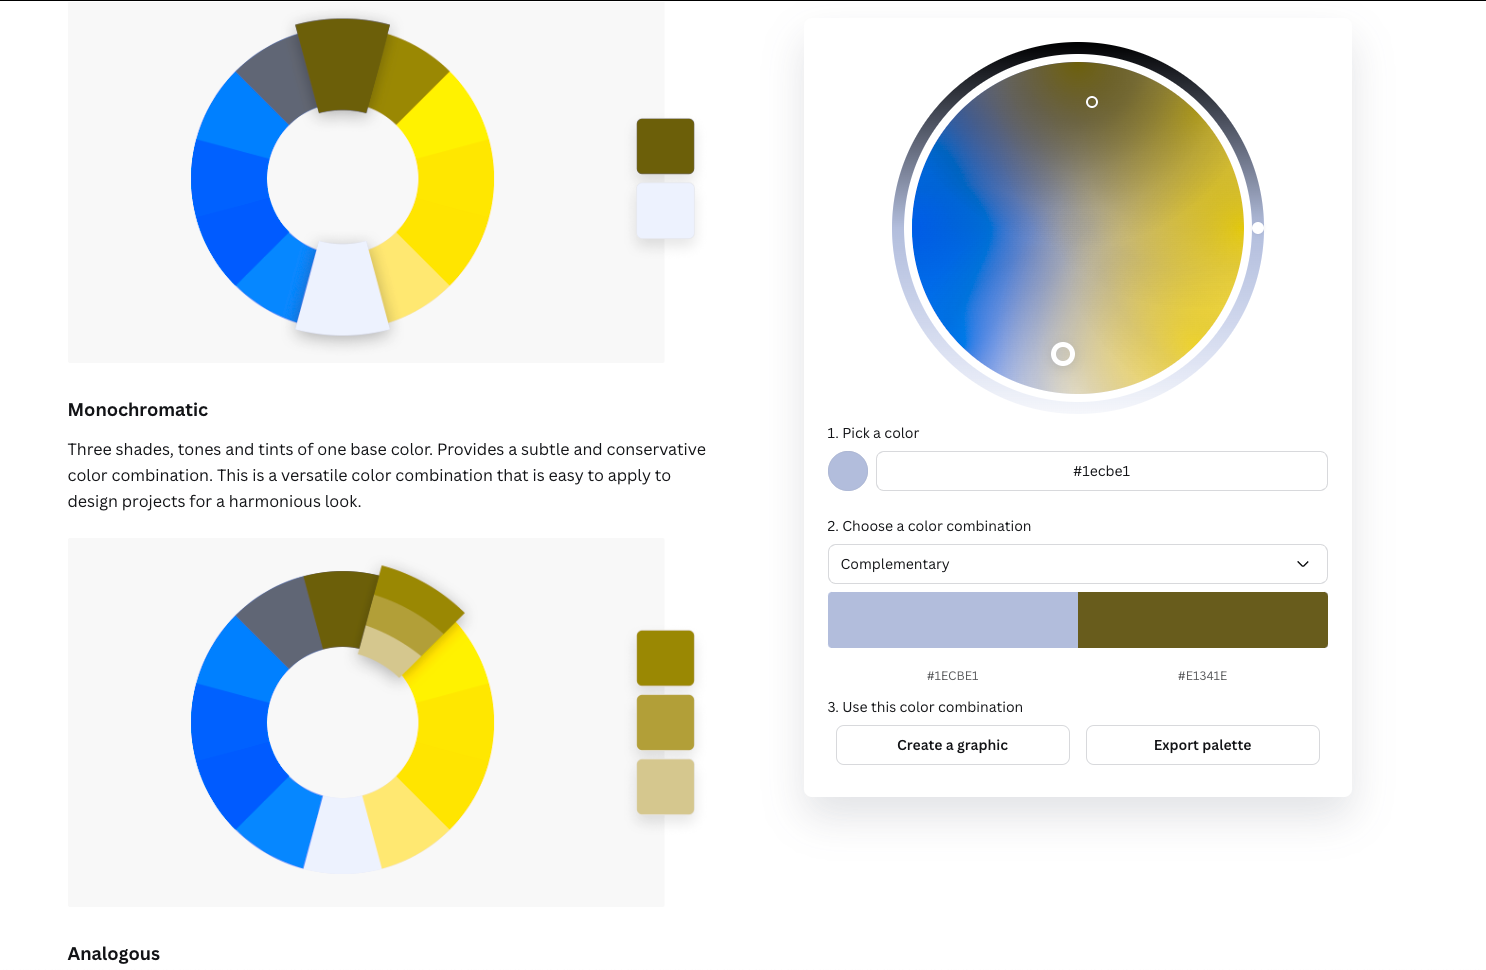 Monochromatic
Three shades, tones and tints of one base color. Provides a subtle and conservative
color combination. This is a versatile color combination that is easy to apply to
design projects for a harmonious look.
Analogous
1. Pick a color
#1ecbe1
2. Choose a color combination
Complementary
#1ECBE1 #E1341E
3. Use this color combination
Create a graphic Export palette